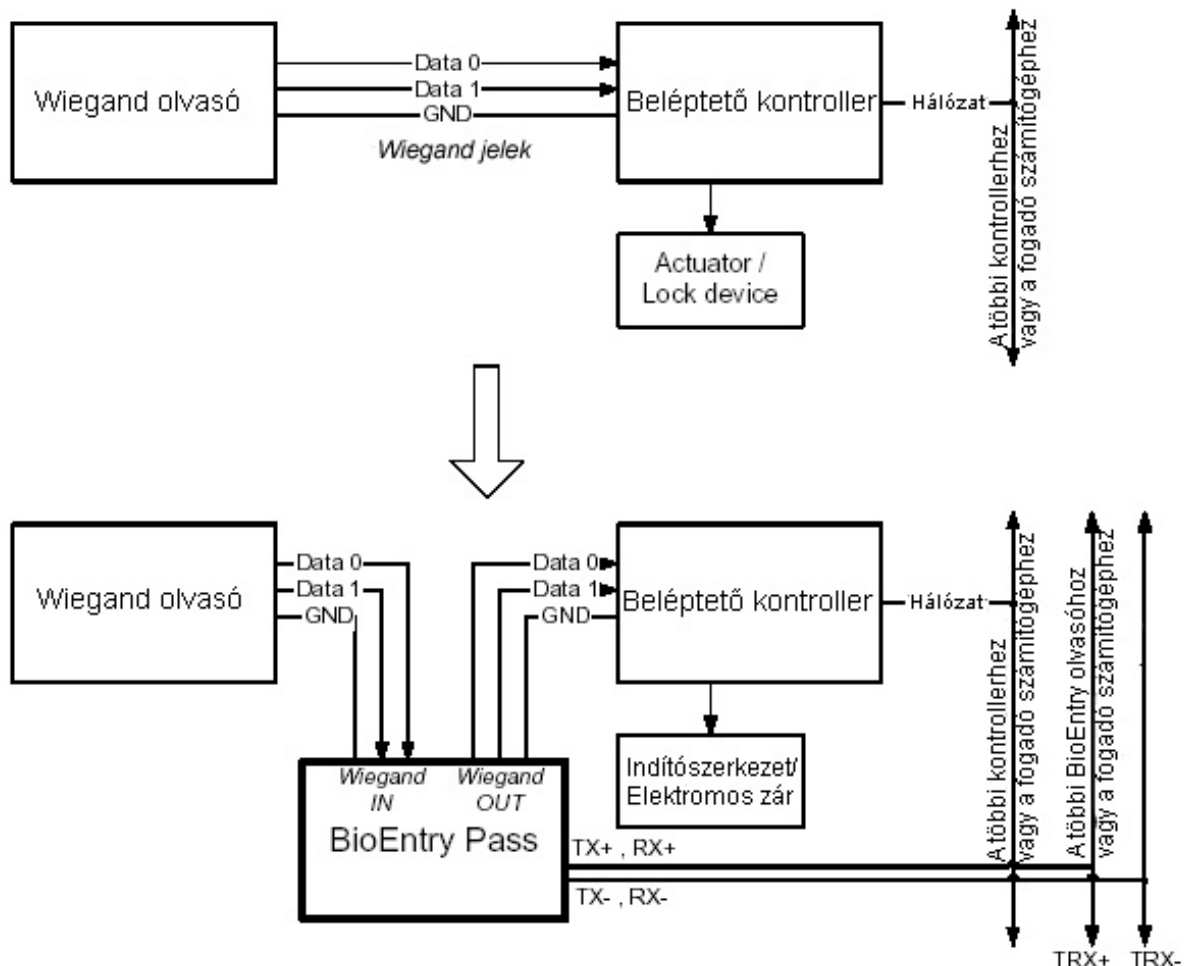 Wiegand olvasó
Data 0
Data 1
GND
Wiegand jelek
Beléptető kontroller
Hálózat
A többi kontrollerhez
vagy a fogadó számítógéphez
Actuator /
Lock device
Wiegand olvasó
Data 0
Data 1
GND
Data 0
Data 1
GND
Beléptető kontroller
Hálózat
A többi kontrollerhez
vagy a fogadó számítógéphez
A többi BioEntry olvasóhoz
vagy a fogadó számítógéphez
Indítószerkezet/
Elektromos zár
Wiegand
IN
Wiegand
OUT
BioEntry Pass
TX+ , RX+
TX- , RX-
TRX+
TRX-